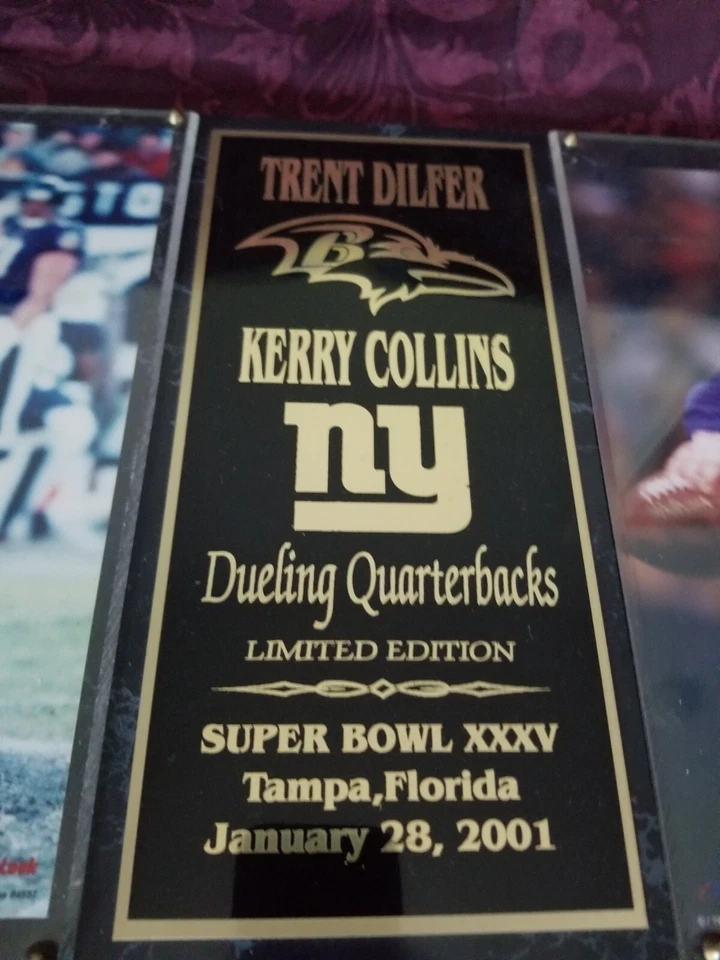 TRENT DILFER
B
KERRY COLLINS
ny
Dueling Quarterbacks
LIMITED EDITION
SUPER BOWL XXXV
Tampa,Florida
January 28, 2001